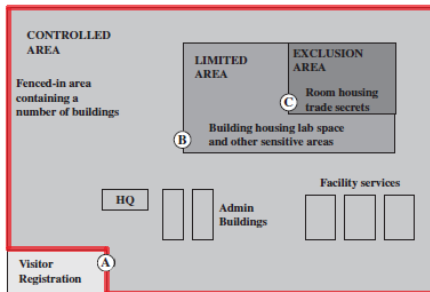 CONTROLLED
AREA
Fenced-in area
containing a
number of buildings
LIMITED
AREA
EXCLUSION
AREA
Room housing
trade secrets
C
Building housing lab space
and other sensitive areas
B
HQ
Admin
Buildings
Facility services
Visitor
Registration
A